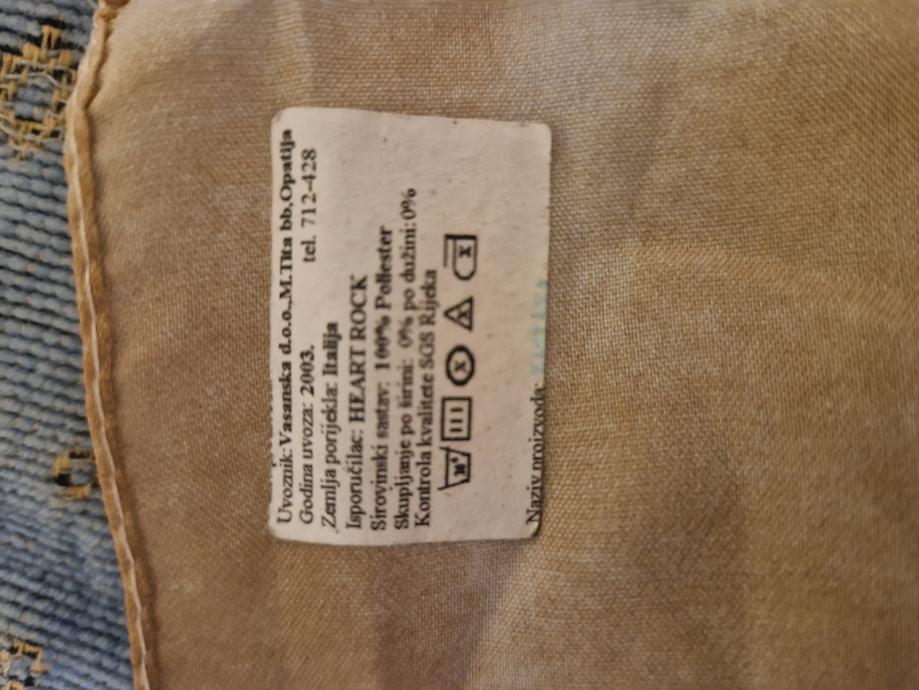 Uvoznik: Vasanska d.o.o.,M.Tita bb,Opatija
Godina uvoza: 2003. tel. 712-428
Zemlja porijekla: Italija
Isporučilac: HEART ROCK
Sirovinski sastav: 100% Poliester
Skupljanje po širini: 0% po dužini:0%
Kontrola kvalitete SGS Rijeka
Naziv proizvoda: